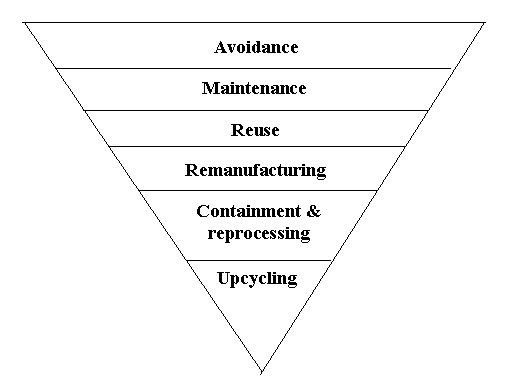 Avoidance
Maintenance
Reuse
Remanufacturing
Containment &
reprocessing
Upcycling